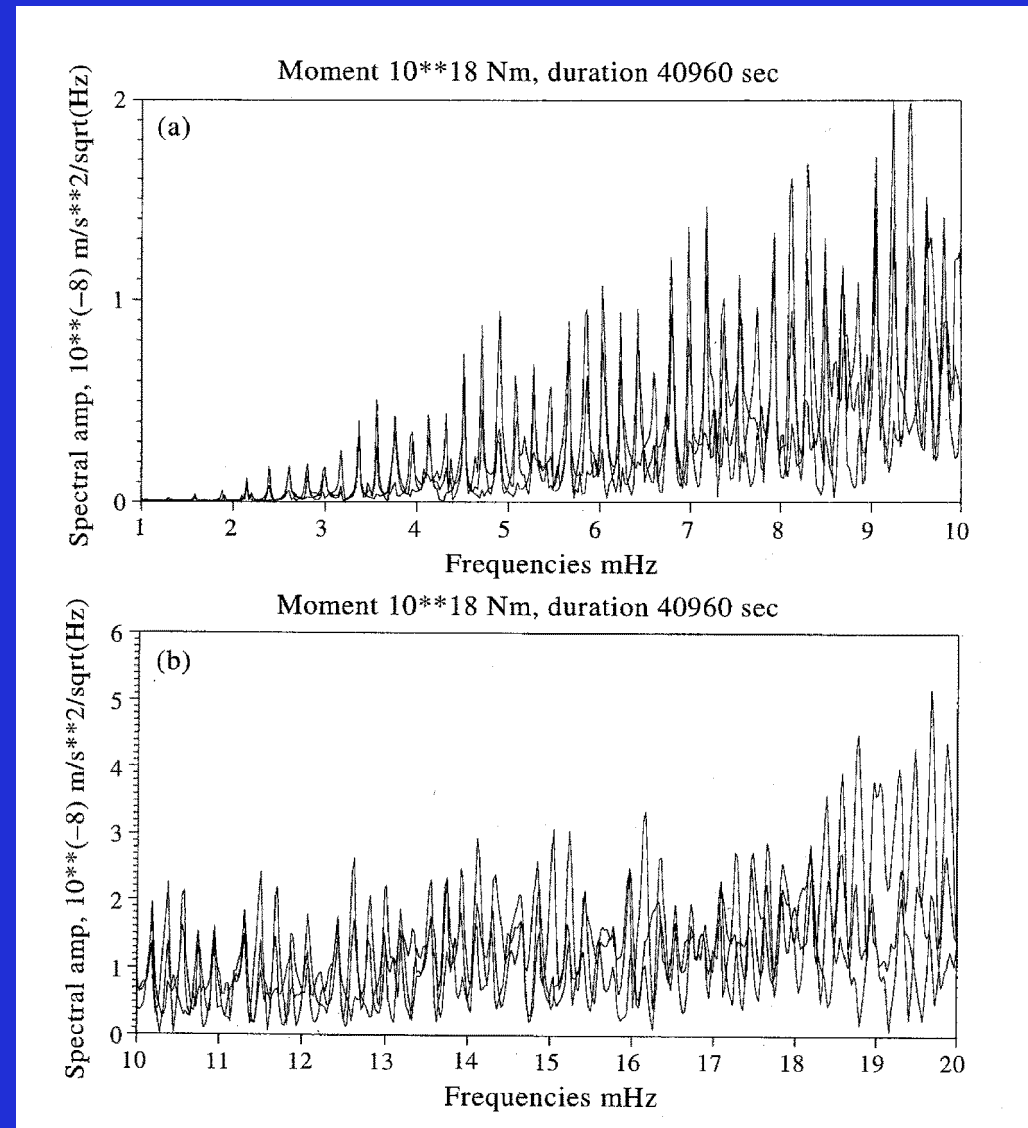 Moment 10**18 Nm, duration 40960 sec
Spectral amp, 10**(−8) m/s**2/sqrt(Hz)
(a)
2
1
0
1 2 3 4 5 6 7 8 9 10
Frequencies mHz
Moment 10**18 Nm, duration 40960 sec
Spectral amp, 10**(−8) m/s**2/sqrt(Hz)
(b)
6
5
4
3
2
1
0
10 11 12 13 14 15 16 17 18 19 20
Frequencies mHz